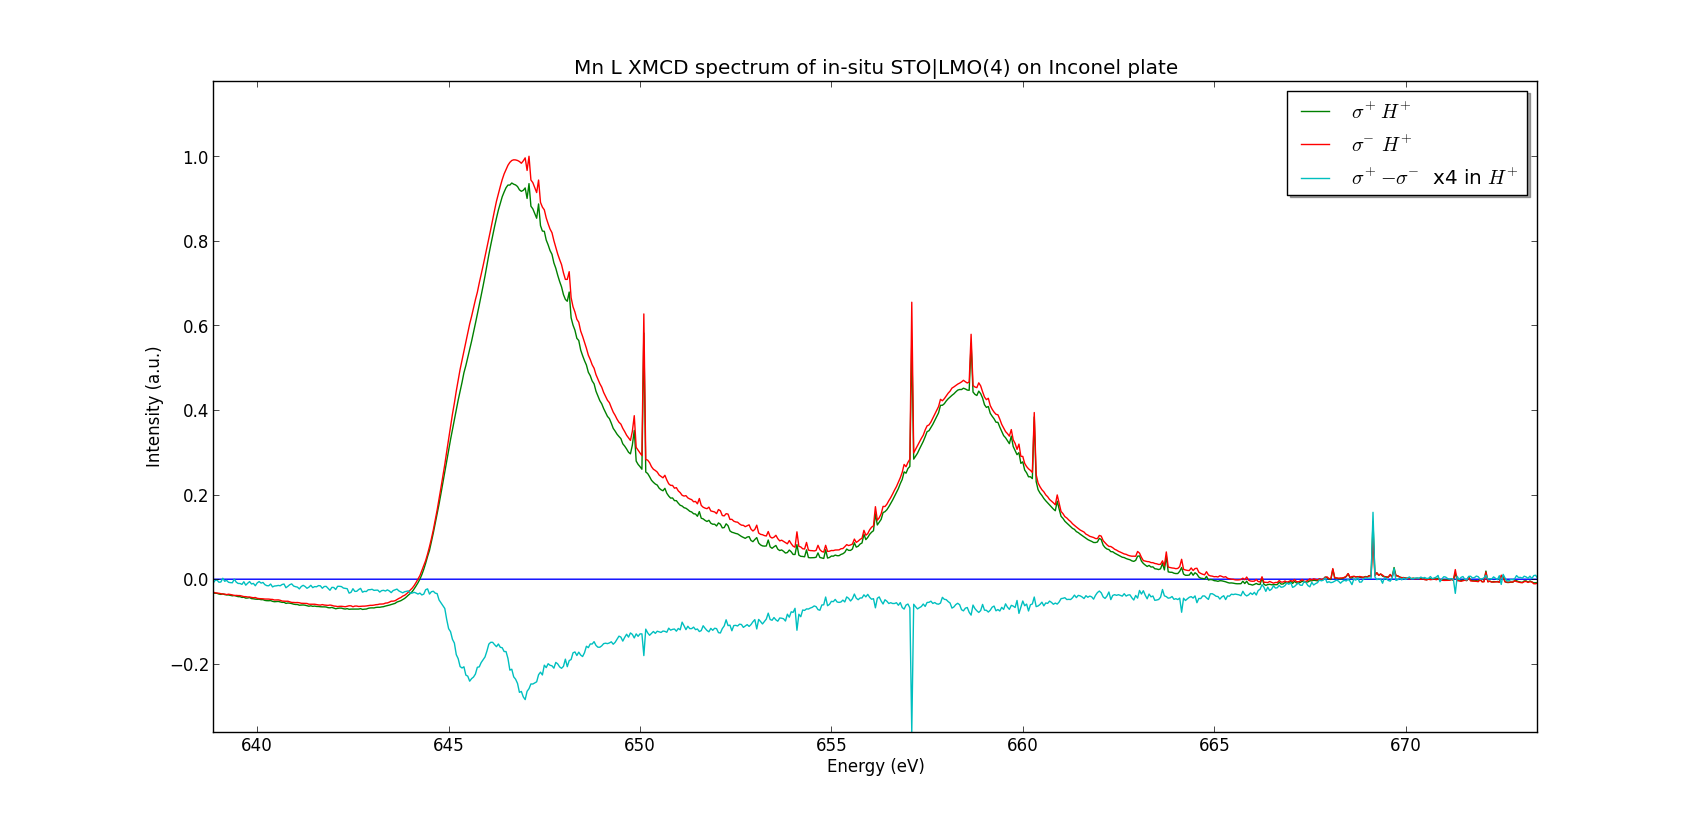 Mn L XMCD spectrum of in-situ STO|LMO(4) on Inconel plate
σ⁺ H⁺
σ⁻ H⁺
σ⁺ −σ⁻ x4 in H⁺
1.0
0.8
0.6
0.4
0.2
0.0
−0.2
Intensity (a.u.)
640 645 650 655 660 665 670
Energy (eV)